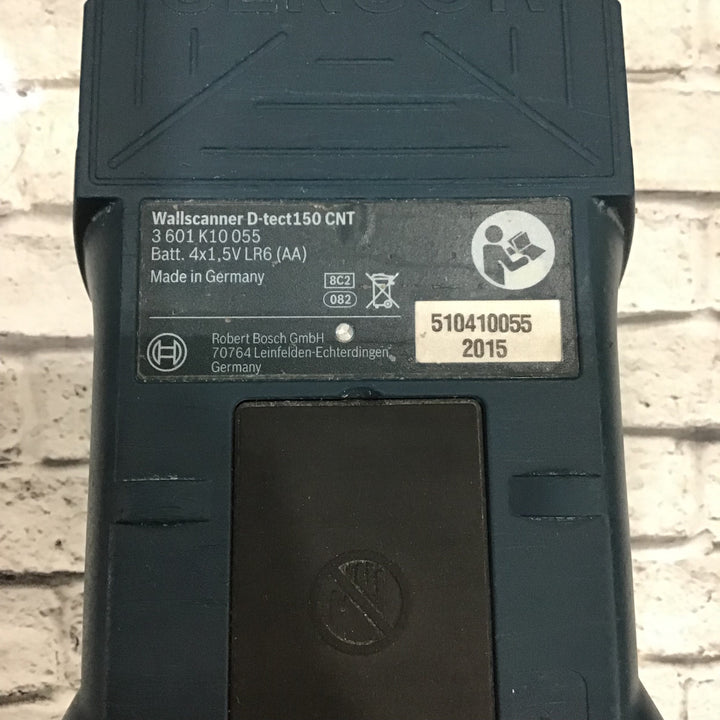 SENSOR
Wallscanner D-tect150 CNT
3 601 K10 055
Batt. 4x1,5V LR6 (AA)
Made in Germany
8C2
082
Robert Bosch GmbH
70764 Leinfelden-Echterdingen
Germany
510410055
2015